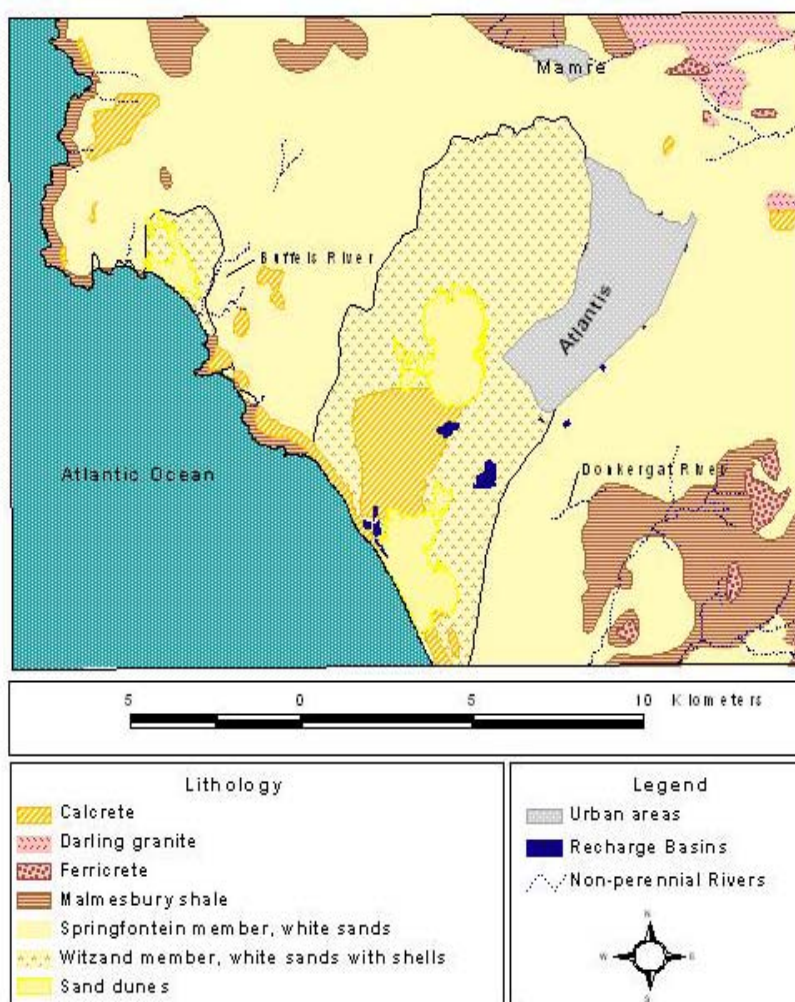 Mamre
Buffels River
Atlantis
Atlantic Ocean
Donkergat River
5 0 5 10 Kilometers
Lithology
Calcrete
Darling granite
Ferricrete
Malmesbury shale
Springfontein member, white sands
Witzand member, white sands with shells
Sand dunes
Legend
Urban areas
Recharge Basins
Non-perennial Rivers
N
W E
S